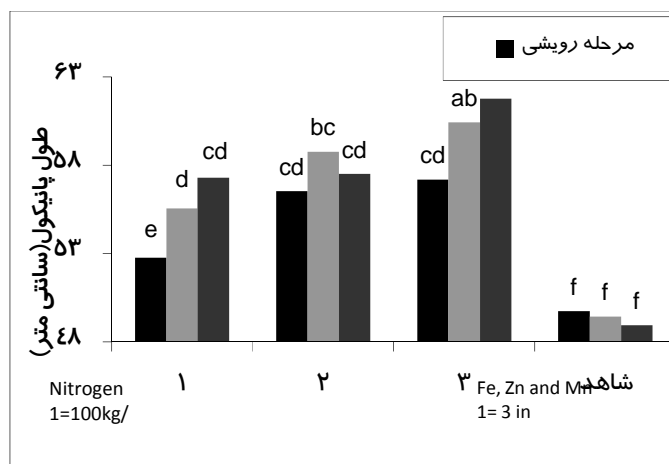 مرحله رویشی
طول پانیکول(سانتی متر)
۶۳
۵۸
۵۳
۴۸
e
d
cd
cd
bc
cd
cd
ab
f
f
f
۱
۲
۳
شاهد
Nitrogen
1=100kg/
Fe, Zn and Mn
1= 3 in